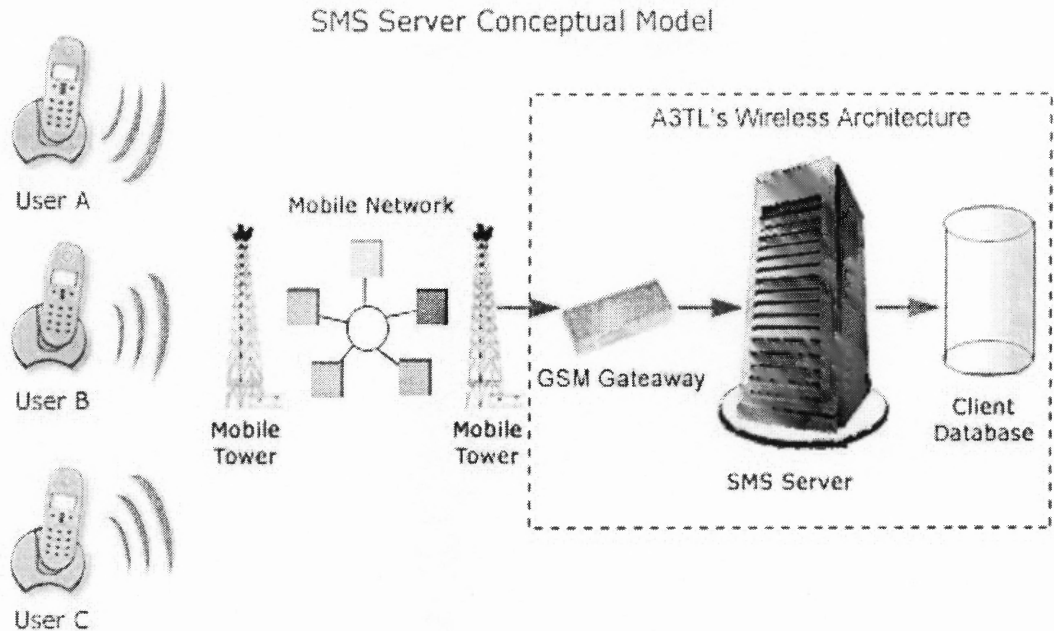 SMS Server Conceptual Model
A3TL's Wireless Architecture
User A
Mobile Network
User B
Mobile
Tower
Mobile
Tower
GSM Gateaway
SMS Server
Client
Database
User C